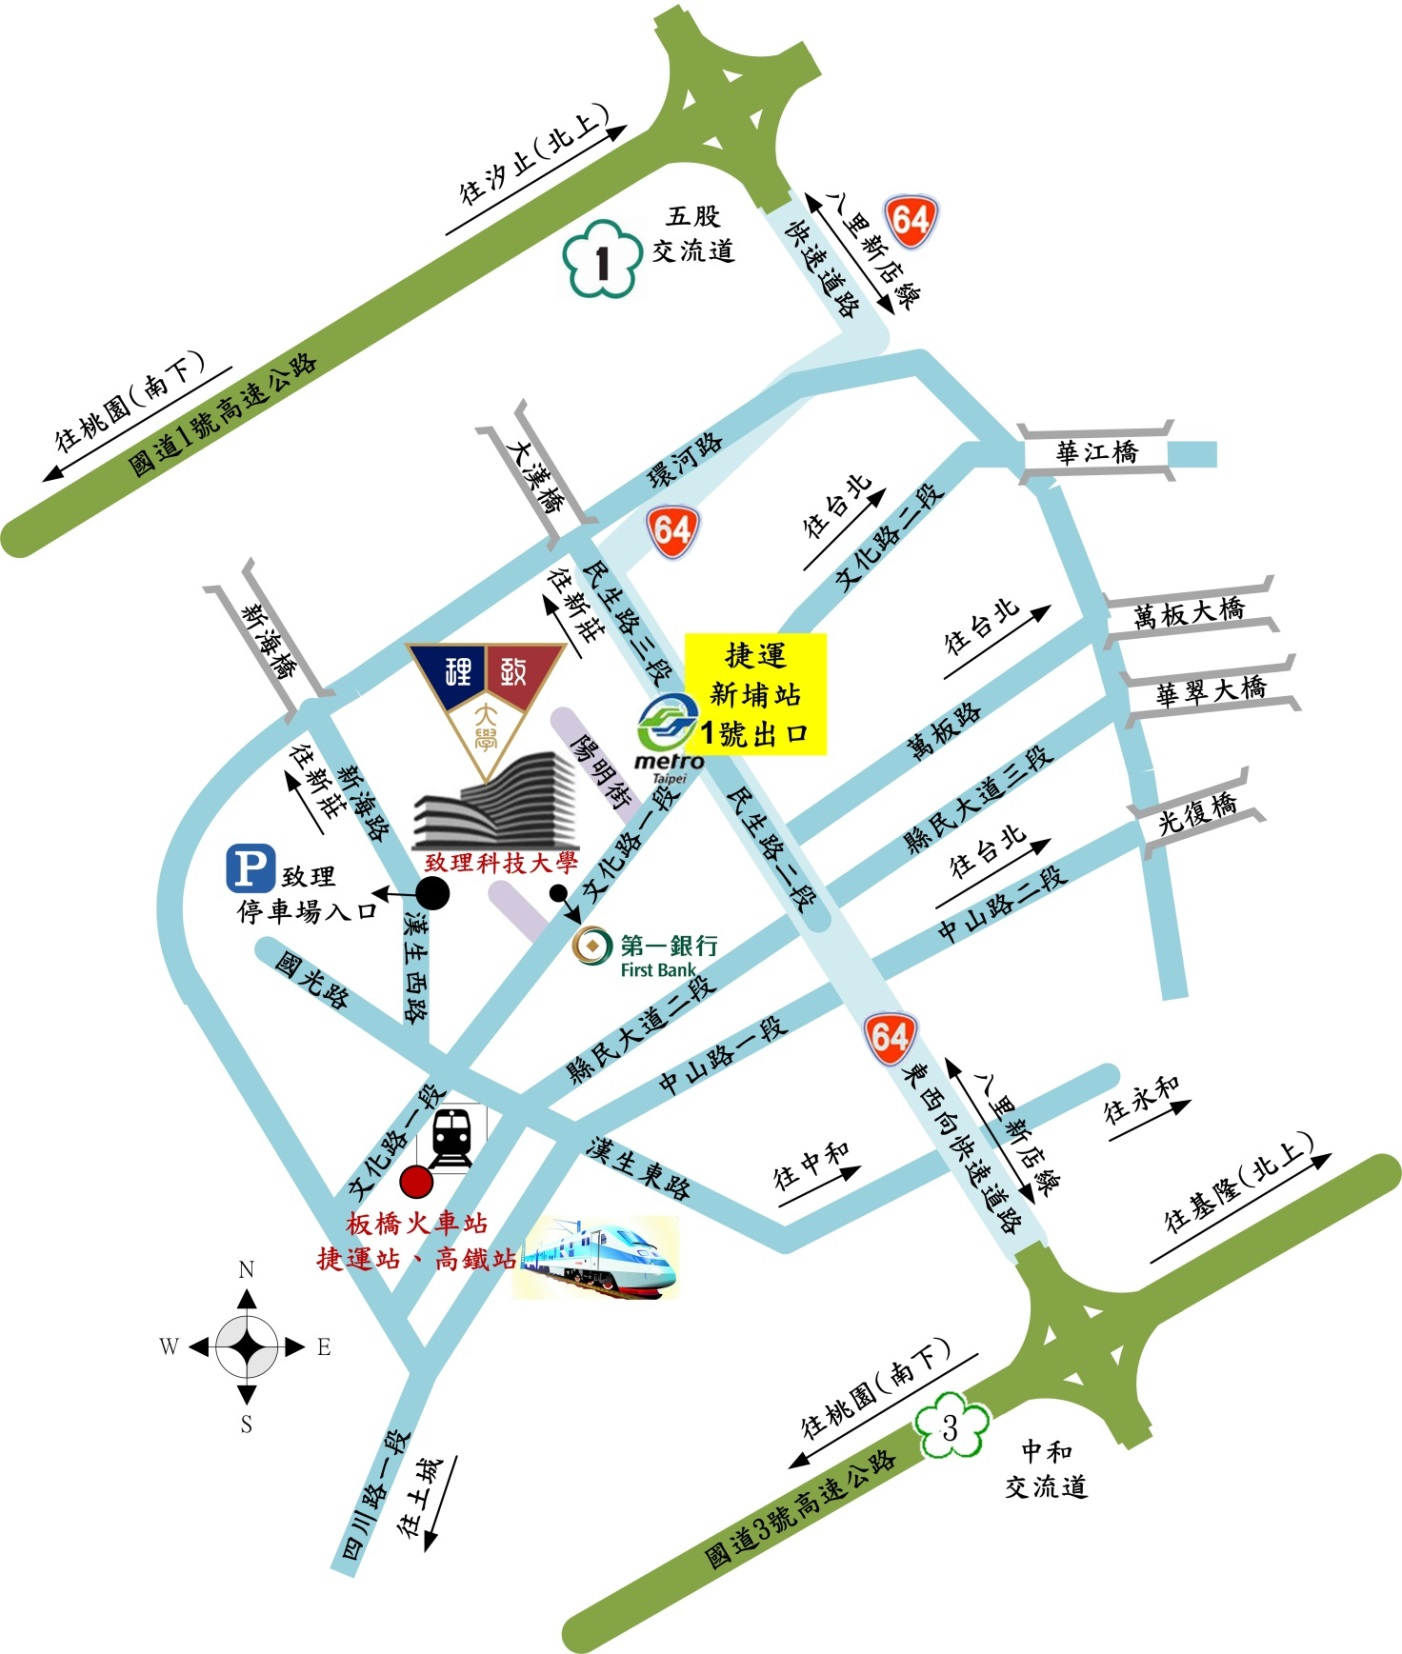 往汐止(北上)
64
五股
交流道
1
八里新店線
快速道路
往桃園(南下)
國道1號高速公路
大漢橋
環河路
64
華江橋
往台北
文化路二段
新海橋
往新莊
民生路三段
萬板大橋
往台北
理 致
大
學
捷運
新埔站
1號出口
metro
Taipei
華翠大橋
陽明街
萬板路
往新莊
新海路
縣民大道三段
民生路二段
光復橋
往台北
致理科技大學
文化路一段
P 致理
停車場入口
中山路二段
漢生西路
第一銀行
First Bank
國光路
縣民大道二段
中山路一段
64
東西向快速道路
八里新店線
往永和
文化路一段
漢生東路
往中和
往基隆(北上)
板橋火車站
捷運站、高鐵站
N
W E
S
往桃園(南下)
3
中和
交流道
國道3號高速公路
四川路一段
往土城